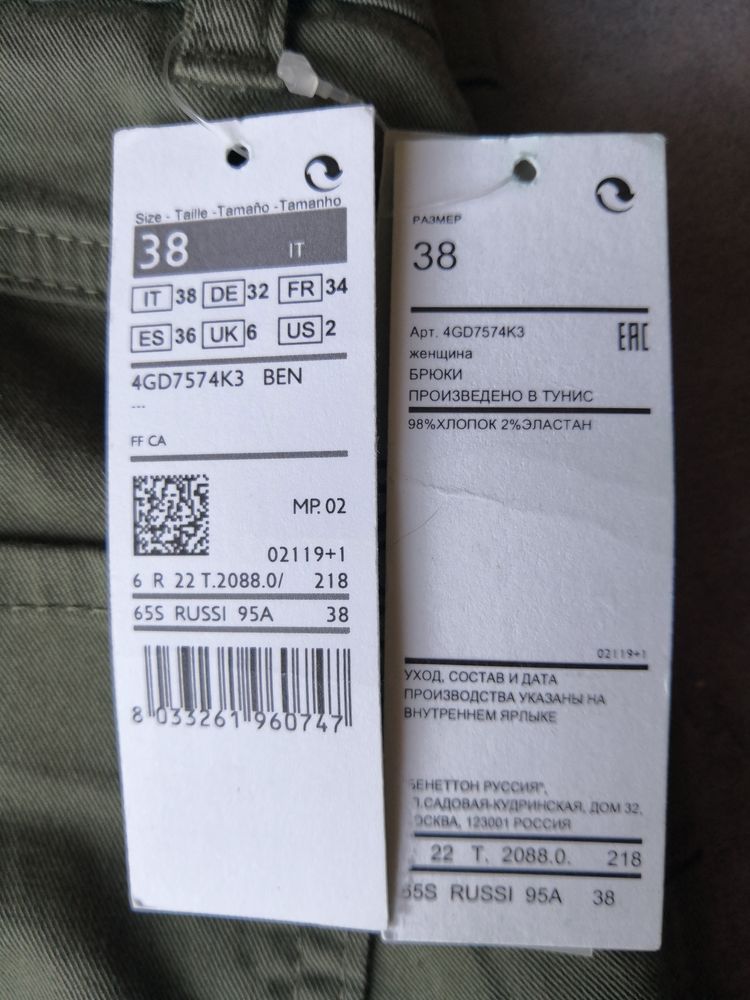 Size - Taille -Tamaño -Tamanho
38 IT
IT 38 DE 32 FR 34
ES 36 UK 6 US 2
4GD7574K3 BEN
---
FF CA
MP. 02
02119+1
6 R 22 T.2088.0/ 218
65S RUSSI 95A 38
8 033261 960747
РАЗМЕР
38
Арт. 4GD7574K3 EAC
женщина
БРЮКИ
ПРОИЗВЕДЕНО В ТУНИС
98%ХЛОПОК 2%ЭЛАСТАН
02119+1
УХОД, СОСТАВ И ДАТА
ПРОИЗВОДСТВА УКАЗАНЫ НА
ВНУТРЕННЕМ ЯРЛЫКЕ
БЕНЕТТОН РУССИЯ",
САДОВАЯ-КУДРИНСКАЯ, ДОМ 32,
ОСКВА, 123001 РОССИЯ
22 T. 2088.0. 218
65S RUSSI 95A 38